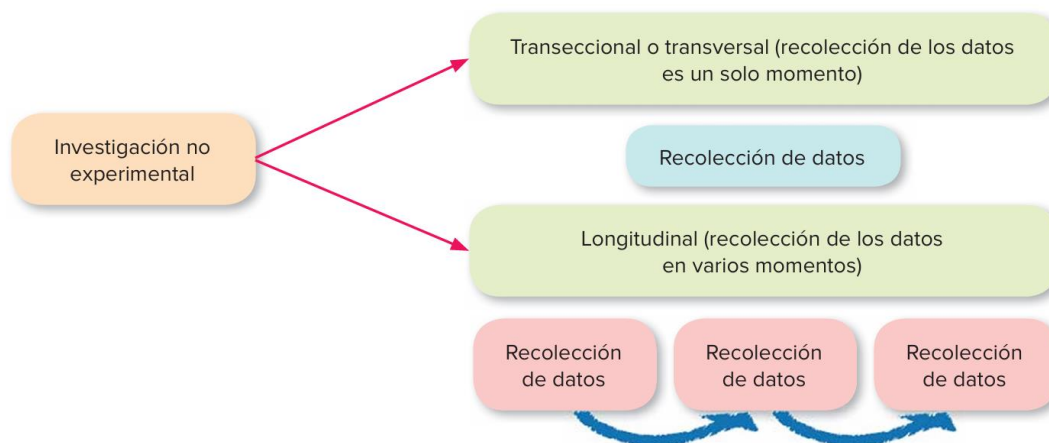 Transeccional o transversal (recolección de los datos
es un solo momento)
Investigación no
experimental
Recolección de datos
Longitudinal (recolección de los datos
en varios momentos)
Recolección
de datos
Recolección
de datos
Recolección
de datos